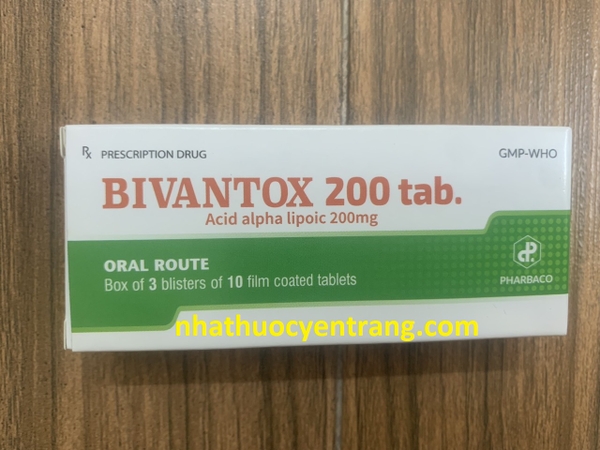 Rx PRESCRIPTION DRUG
GMP-WHO
BIVANTOX 200 tab.
Acid alpha lipoic 200mg
ORAL ROUTE
Box of 3 blisters of 10 film coated tablets
PHARBACO
nhathuocyentrang.com